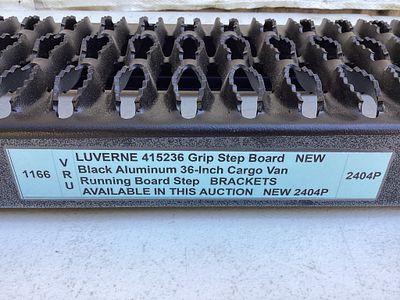 1166
V
R
U
LUVERNE 415236 Grip Step Board NEW
Black Aluminum 36-Inch Cargo Van
Running Board Step BRACKETS
AVAILABLE IN THIS AUCTION NEW 2404P
2404P